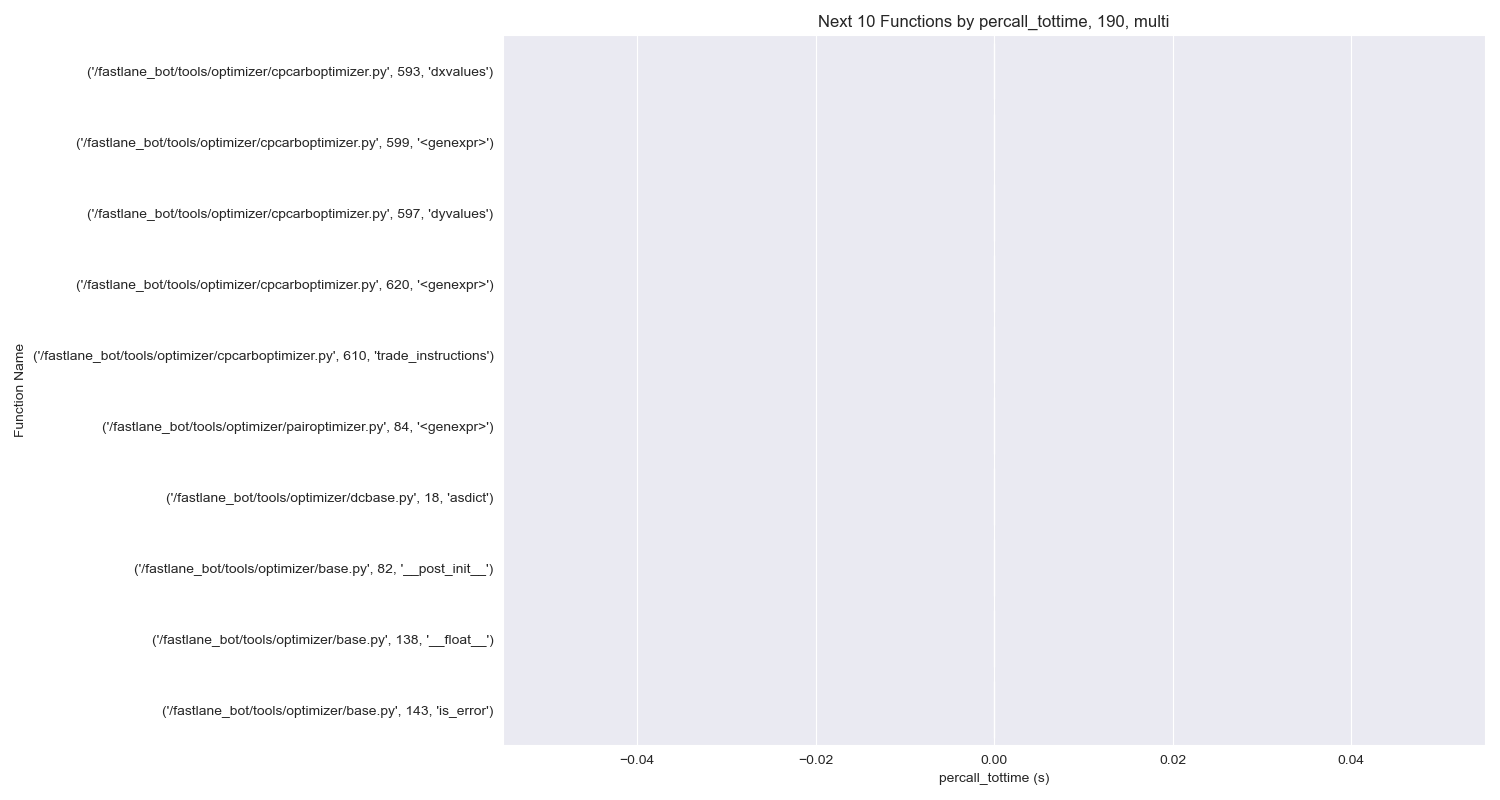 Next 10 Functions by percall_tottime, 190, multi
('/fastlane_bot/tools/optimizer/cpcarboptimizer.py', 593, 'dxvalues')
('/fastlane_bot/tools/optimizer/cpcarboptimizer.py', 599, '<genexpr>')
('/fastlane_bot/tools/optimizer/cpcarboptimizer.py', 597, 'dyvalues')
('/fastlane_bot/tools/optimizer/cpcarboptimizer.py', 620, '<genexpr>')
('/fastlane_bot/tools/optimizer/cpcarboptimizer.py', 610, 'trade_instructions')
('/fastlane_bot/tools/optimizer/pairoptimizer.py', 84, '<genexpr>')
('/fastlane_bot/tools/optimizer/dcbase.py', 18, 'asdict')
('/fastlane_bot/tools/optimizer/base.py', 82, '__post_init__')
('/fastlane_bot/tools/optimizer/base.py', 138, '__float__')
('/fastlane_bot/tools/optimizer/base.py', 143, 'is_error')
Function Name
−0.04 −0.02 0.00 0.02 0.04
percall_tottime (s)